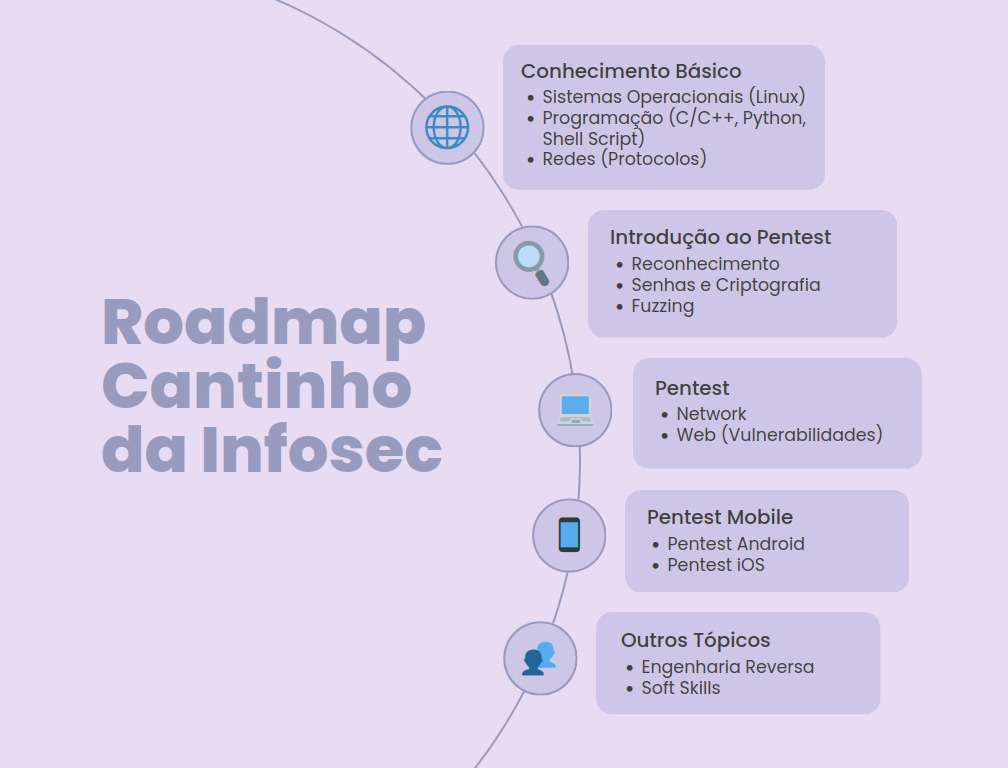 Roadmap
Cantinho
da Infosec
Conhecimento Básico
• Sistemas Operacionais (Linux)
• Programação (C/C++, Python,
Shell Script)
• Redes (Protocolos)
Introdução ao Pentest
• Reconhecimento
• Senhas e Criptografia
• Fuzzing
Pentest
• Network
• Web (Vulnerabilidades)
Pentest Mobile
• Pentest Android
• Pentest iOS
Outros Tópicos
• Engenharia Reversa
• Soft Skills